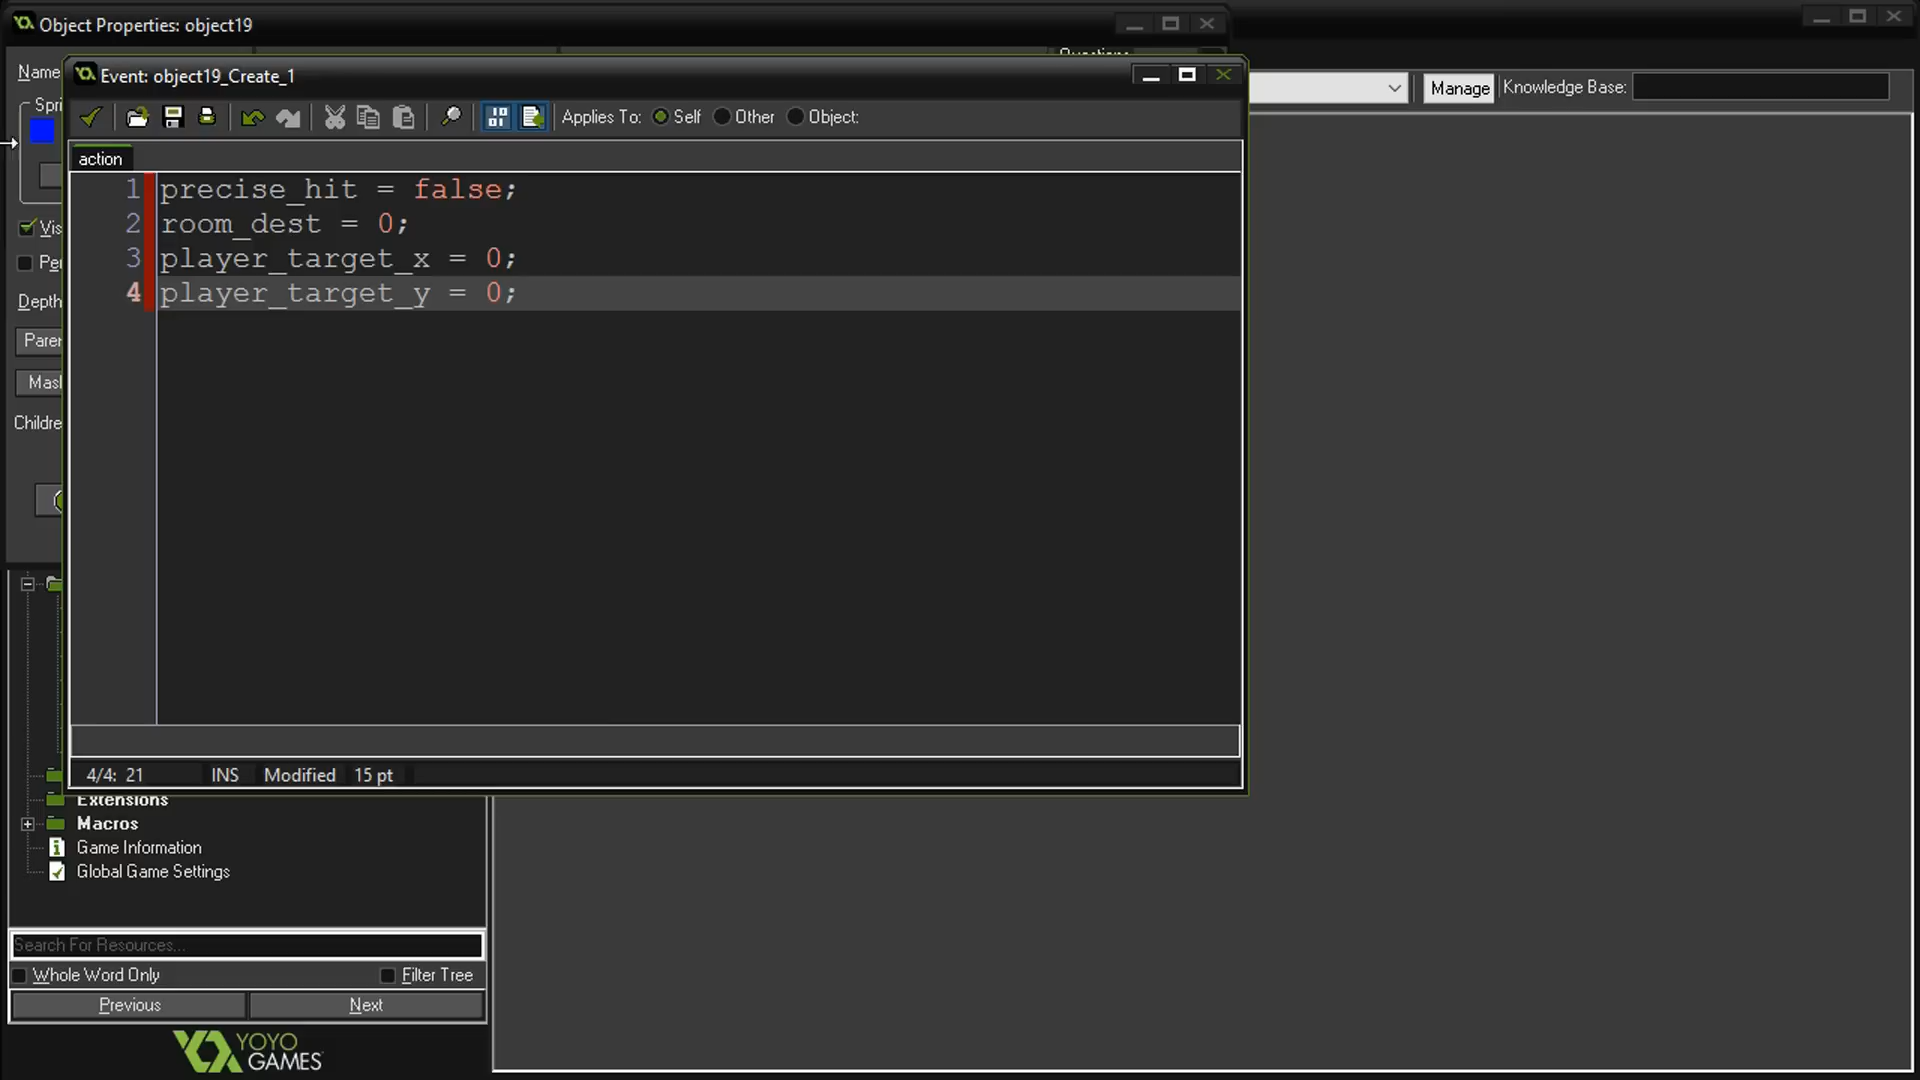 Object Properties: object19
Name
Event: object19_Create_1
Manage
Knowledge Base:
Applies To:
Self
Other
Object:
action
1 precise_hit = false;
2 room_dest = 0;
3 player_target_x = 0;
4 player_target_y = 0;
Depth
4/4: 21
INS
Modified
15 pt
Extensions
Macros
Game Information
Global Game Settings
Search For Resources...
Whole Word Only
Filter Tree
Previous
Next
YOYO
GAMES